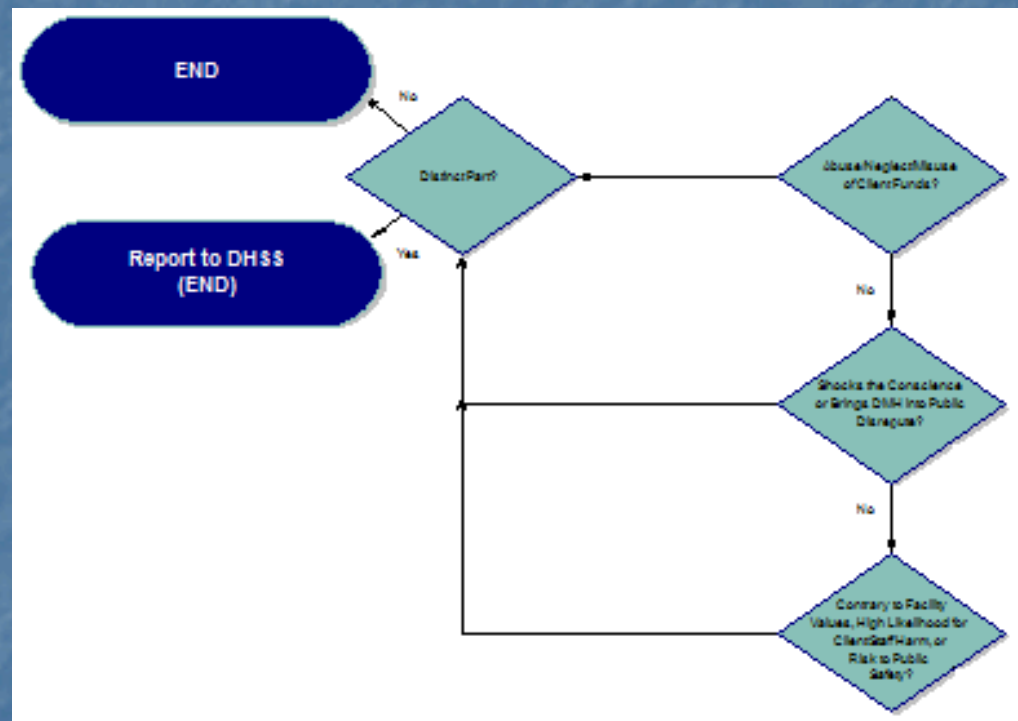 END
No
Distinct Part?
Abuse/Neglect/Misuse
of Client Funds?
Report to DHSS
(END)
Yes
No
Shocks the Conscience
or Brings DMH into Public
No
Contrary to Facility
Values, High Likelihood for
Client/Staff Harm, or
Risk to Public
Safety?